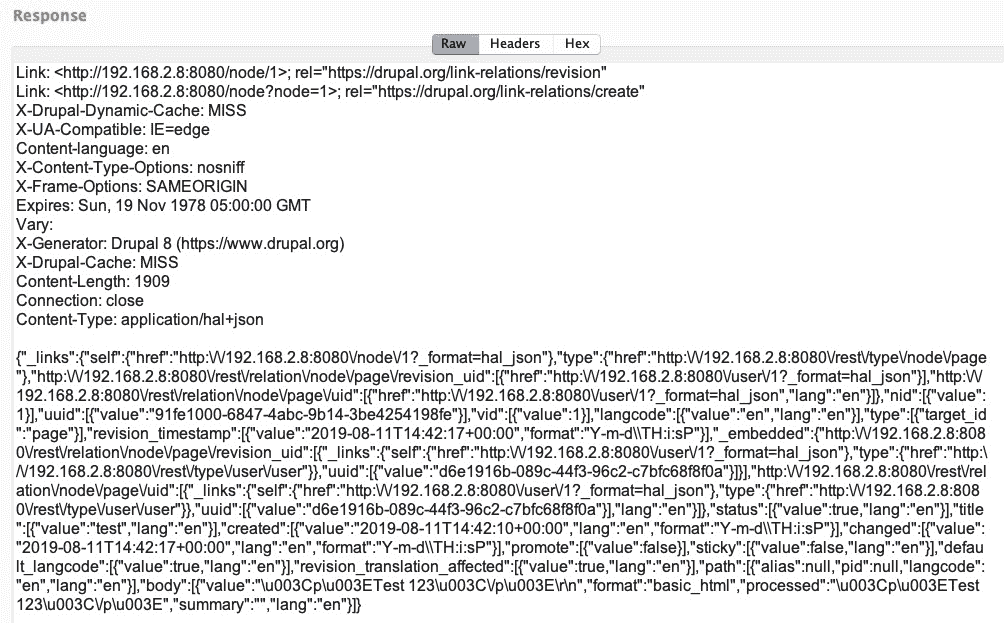 Response
Raw Headers Hex
Link: <http://192.168.2.8:8080/node/1>; rel="https://drupal.org/link-relations/revision"
Link: <http://192.168.2.8:8080/node?node=1>; rel="https://drupal.org/link-relations/create"
X-Drupal-Dynamic-Cache: MISS
X-UA-Compatible: IE=edge
Content-language: en
X-Content-Type-Options: nosniff
X-Frame-Options: SAMEORIGIN
Expires: Sun, 19 Nov 1978 05:00:00 GMT
Vary:
X-Generator: Drupal 8 (https://www.drupal.org)
X-Drupal-Cache: MISS
Content-Length: 1909
Connection: close
Content-Type: application/hal+json
{"_links":{"self":{"href":"http:\/\/192.168.2.8:8080\/node\/1?_format=hal_json"},"type":{"href":"http:\/\/192.168.2.8:8080\/rest\/type\/node\/page
"},"http:\/\/192.168.2.8:8080\/rest\/relation\/node\/page\/revision_uid":[{"href":"http:\/\/192.168.2.8:8080\/user\/1?_format=hal_json"}],"http:\/\/
192.168.2.8:8080\/rest\/relation\/node\/page\/uid":[{"href":"http:\/\/192.168.2.8:8080\/user\/1?_format=hal_json","lang":"en"}]},"nid":[{"value":
1}],"uuid":[{"value":"91fe1000-6847-4abc-9b14-3be4254198fe"}],"vid":[{"value":1}],"langcode":[{"value":"en","lang":"en"}],"type":[{"target_id
":"page"}],"revision_timestamp":[{"value":"2019-08-11T14:42:17+00:00","format":"Y-m-d\\TH:i:sP"}],"_embedded":{"http:\/\/192.168.2.8:808
0\/rest\/relation\/node\/page\/revision_uid":[{"_links":{"self":{"href":"http:\/\/192.168.2.8:8080\/user\/1?_format=hal_json"},"type":{"href":"http:\/
\/192.168.2.8:8080\/rest\/type\/user\/user"}},"uuid":[{"value":"d6e1916b-089c-44f3-96c2-c7bfc68f8f0a"}]}],"http:\/\/192.168.2.8:8080\/rest\/rel
ation\/node\/page\/uid":[{"_links":{"self":{"href":"http:\/\/192.168.2.8:8080\/user\/1?_format=hal_json"},"type":{"href":"http:\/\/192.168.2.8:8080
\/rest\/type\/user\/user"}},"uuid":[{"value":"d6e1916b-089c-44f3-96c2-c7bfc68f8f0a"}],"lang":"en"}]},"status":[{"value":true,"lang":"en"}],"title"
:[{"value":"test","lang":"en"}],"created":[{"value":"2019-08-11T14:42:10+00:00","lang":"en","format":"Y-m-d\\TH:i:sP"}],"changed":[{"value":
"2019-08-11T14:42:17+00:00","lang":"en","format":"Y-m-d\\TH:i:sP"}],"promote":[{"value":false}],"sticky":[{"value":false,"lang":"en"}],"defau
lt_langcode":[{"value":true,"lang":"en"}],"revision_translation_affected":[{"value":true,"lang":"en"}],"path":[{"alias":null,"pid":null,"langcode":
"en","lang":"en"}],"body":[{"value":"\u003Cp\u003ETest 123\u003C\/p\u003E\r\n","format":"basic_html","processed":"\u003Cp\u003ETest
123\u003C\/p\u003E","summary":"","lang":"en"}]}